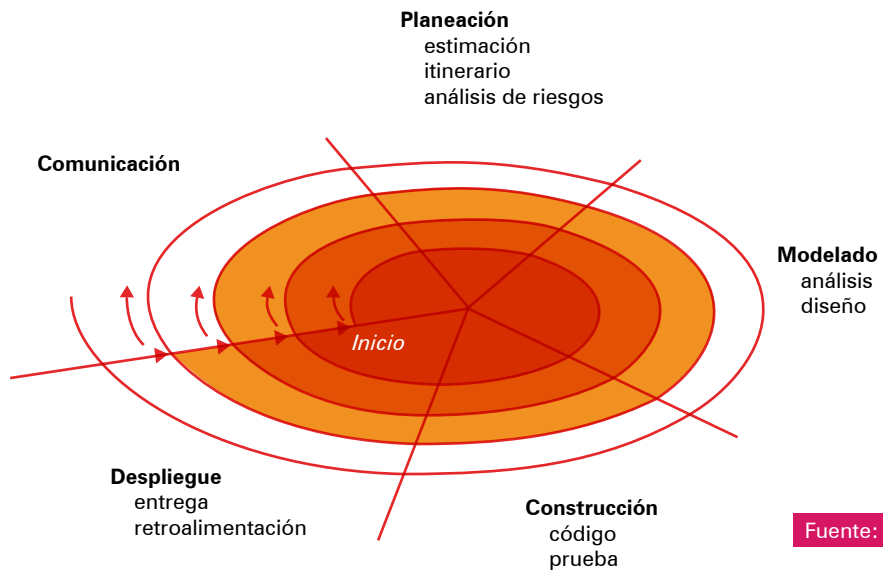 Planeación
estimación
itinerario
análisis de riesgos
Comunicación
Modelado
análisis
diseño
Inicio
Despliegue
entrega
retroalimentación
Construcción
código
prueba
Fuente: